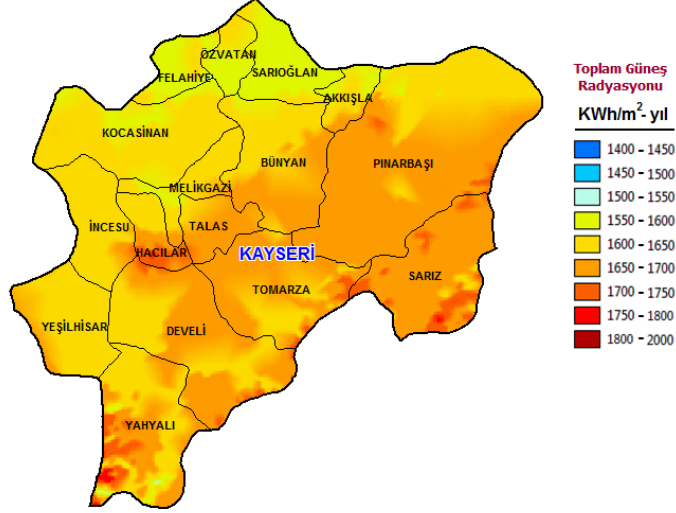 ÖZVATAN
FELAHİYE
SARIOĞLAN
AKKIŞLA
KOCASİNAN
BÜNYAN
PINARBAŞI
MELİKGAZİ
İNCESU
TALAS
HACILAR
KAYSERİ
SARIZ
TOMARZA
YEŞİLHİSAR
DEVELİ
YAHYALI
Toplam Güneş
Radyasyonu
KWh/m²- yıl
1400 - 1450
1450 - 1500
1500 - 1550
1550 - 1600
1600 - 1650
1650 - 1700
1700 - 1750
1750 - 1800
1800 - 2000